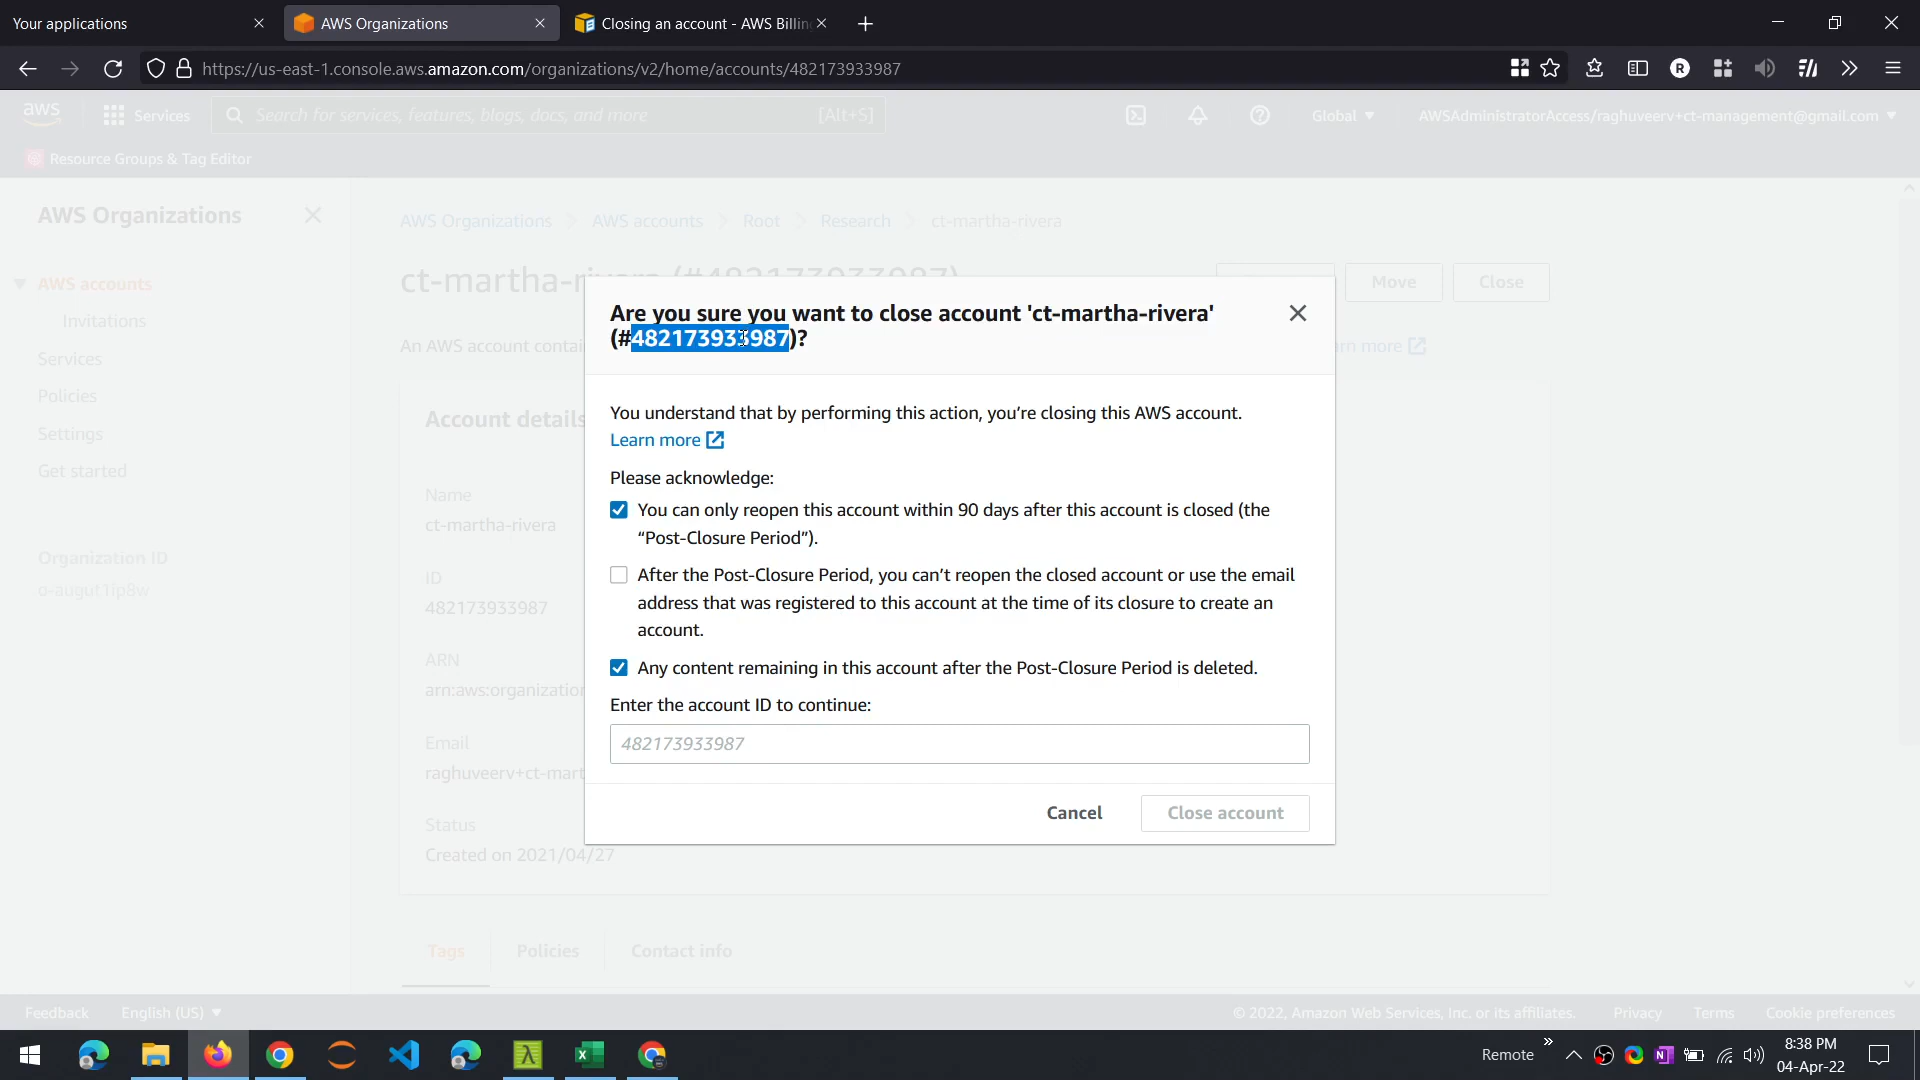 Your applications
AWS Organizations
Closing an account - AWS Billin
https://us-east-1.console.aws.amazon.com/organizations/v2/home/accounts/482173933987
aws
Services
Search for services, features, blogs, docs, and more
[Alt+S]
Global
AWSAdministratorAccess/raghuveerv+ct-management@gmail.com
Resource Groups & Tag Editor
AWS Organizations
AWS accounts
Invitations
Services
Policies
Settings
Get started
Organization ID
o-augut1ip8w
AWS Organizations
AWS accounts
Root
Research
ct-martha-rivera
ct-martha-rivera (#482173933987)
Move
Close
An AWS account contai
rn more
Account details
Name
ct-martha-rivera
ID
482173933987
ARN
arn:aws:organization
Email
raghuveerv+ct-mart
Status
Created on 2021/04/27
Tags
Policies
Contact info
Are you sure you want to close account 'ct-martha-rivera'
(#482173933987)?
You understand that by performing this action, you're closing this AWS account.
Learn more
Please acknowledge:
You can only reopen this account within 90 days after this account is closed (the
“Post-Closure Period”).
After the Post-Closure Period, you can't reopen the closed account or use the email
address that was registered to this account at the time of its closure to create an
account.
Any content remaining in this account after the Post-Closure Period is deleted.
Enter the account ID to continue:
482173933987
Cancel
Close account
Feedback
English (US)
© 2022, Amazon Web Services, Inc. or its affiliates.
Privacy
Terms
Cookie preferences
Remote
8:38 PM
04-Apr-22